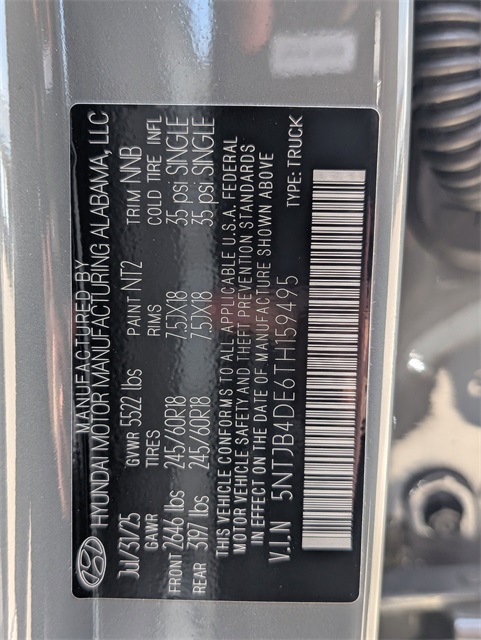 MANUFACTURED BY
HYUNDAI MOTOR MANUFACTURING ALABAMA, LLC
Jul/31/25 GVWR 5522 lbs PAINT NT2 TRIM NNB
GAWR TIRES RIMS COLD TIRE INFL
FRONT 2646 lbs 245/60R18 7.5JX18 35 psi SINGLE
REAR 3197 lbs 245/60R18 7.5JX18 35 psi SINGLE
THIS VEHICLE CONFORMS TO ALL APPLICABLE U.S.A. FEDERAL
MOTOR VEHICLE SAFETY AND THEFT PREVENTION STANDARDS
IN EFFECT ON THE DATE OF MANUFACTURE SHOWN ABOVE
V.I.N 5NTJB4DE6TH159495 TYPE: TRUCK